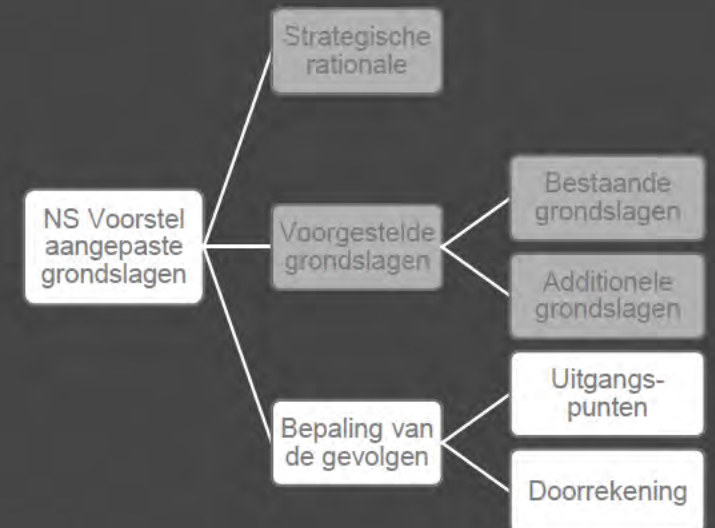 Strategische
rationale
NS Voorstel
aangepaste
grondslagen
Voorgestelde
grondslagen
Bestaande
grondslagen
Additionele
grondslagen
Bepaling van
de gevolgen
Uitgangs-
punten
Doorrekening